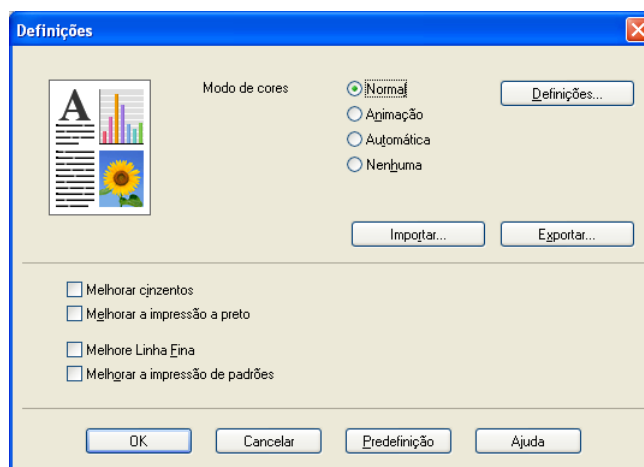 Definições
A
Modo de cores
Normal
Definições...
Animação
Automática
Nenhuma
Importar...
Exportar...
Melhorar cinzentos
Melhorar a impressão a preto
Melhore Linha Fina
Melhorar a impressão de padrões
OK
Cancelar
Predefinição
Ajuda